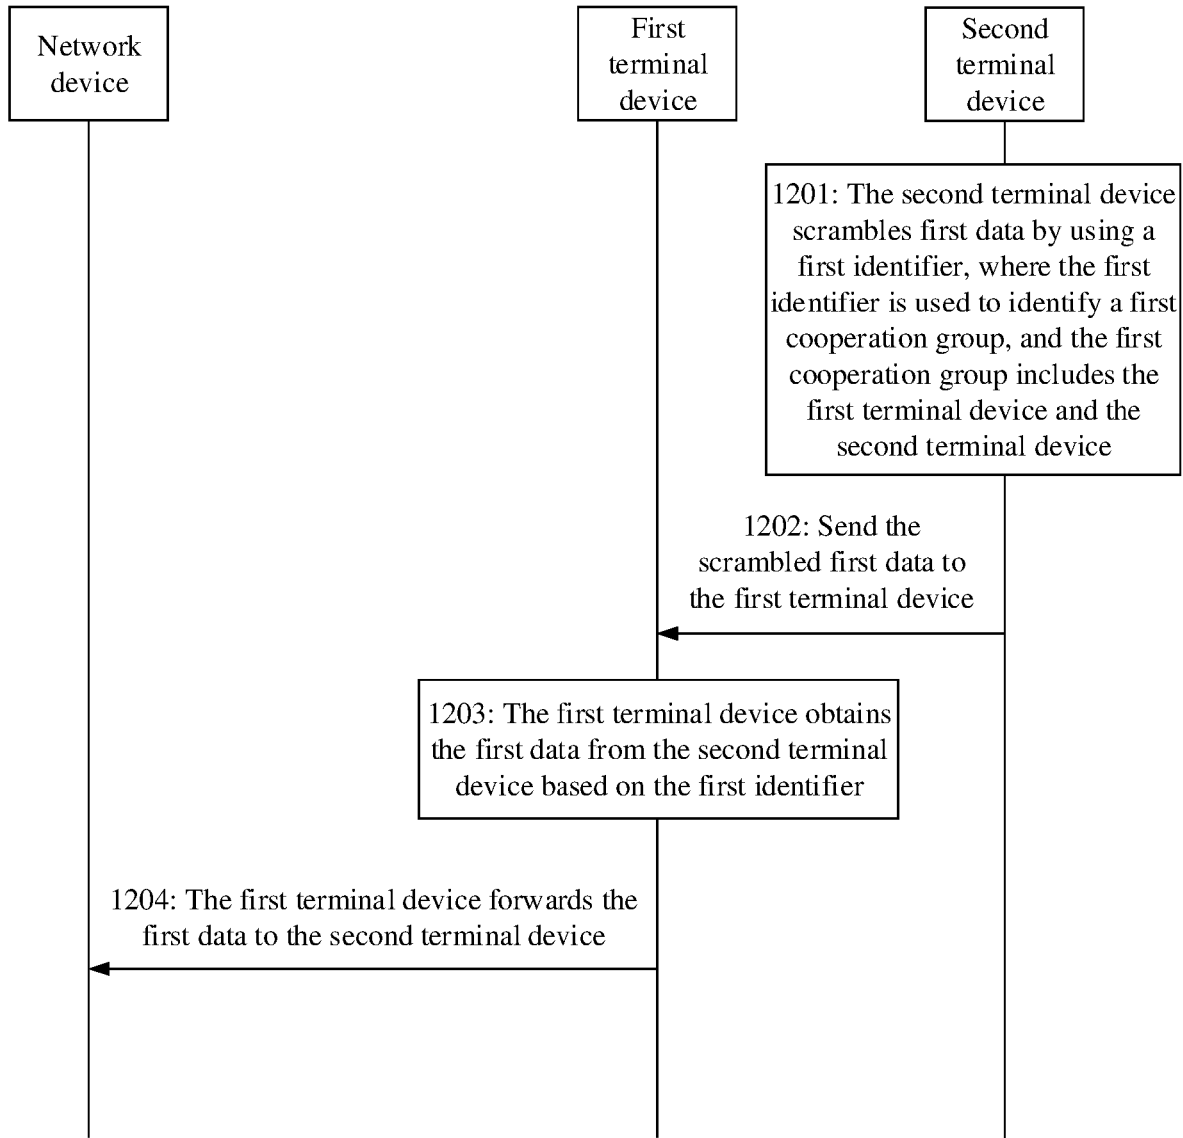 Network
device
First
terminal
device
Second
terminal
device
1201: The second terminal device
scrambles first data by using a
first identifier, where the first
identifier is used to identify a first
cooperation group, and the first
cooperation group includes the
first terminal device and the
second terminal device
1202: Send the
scrambled first data to
the first terminal device
1203: The first terminal device obtains
the first data from the second terminal
device based on the first identifier
1204: The first terminal device forwards the
first data to the second terminal device